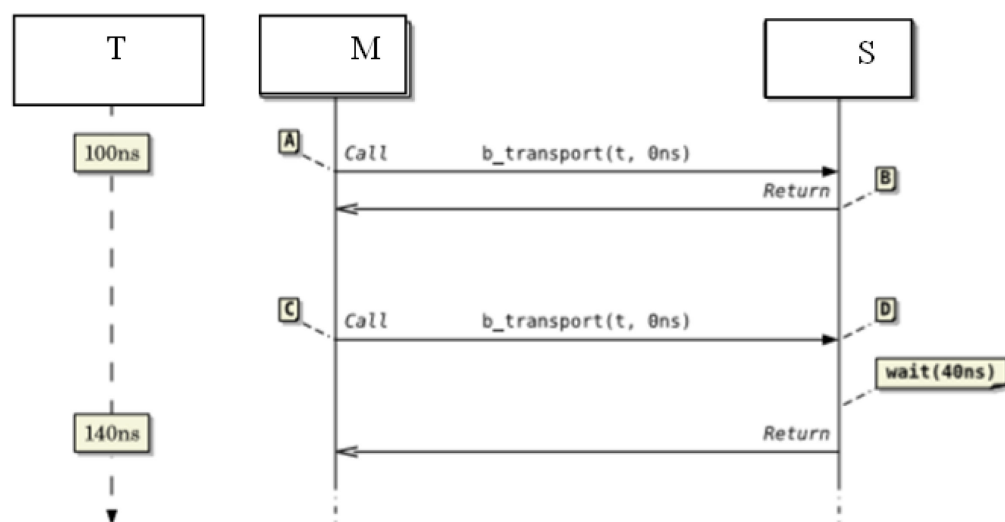 T M S
100ns
A
Call b_transport(t, 0ns)
B
Return
C
Call b_transport(t, 0ns)
D
wait(40ns)
140ns
Return